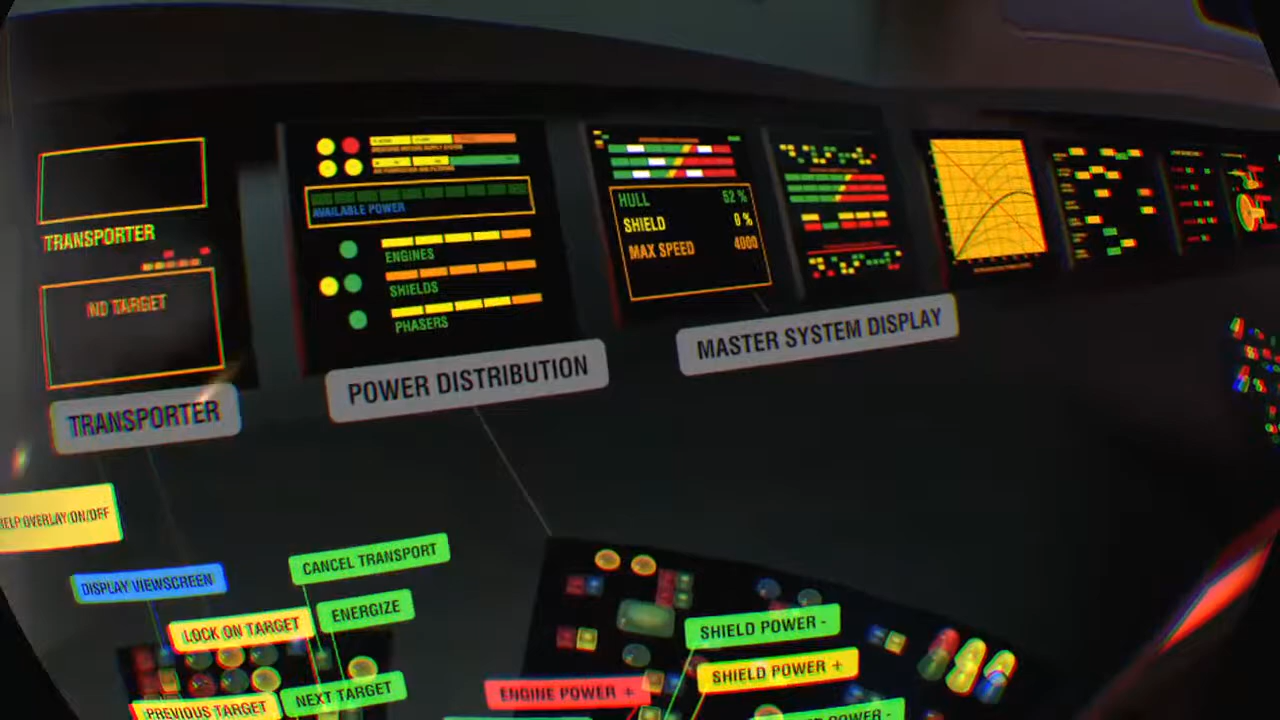 TRANSPORTER
NO TARGET
TRANSPORTER
AVAILABLE POWER
ENGINES
SHIELDS
PHASERS
POWER DISTRIBUTION
HULL 52 %
SHIELD 0 %
MAX SPEED 4000
MASTER SYSTEM DISPLAY
HELP OVERLAY ON/OFF
DISPLAY VIEWSCREEN
CANCEL TRANSPORT
LOCK ON TARGET
ENERGIZE
PREVIOUS TARGET
NEXT TARGET
SHIELD POWER -
SHIELD POWER +
ENGINE POWER +
POWER -